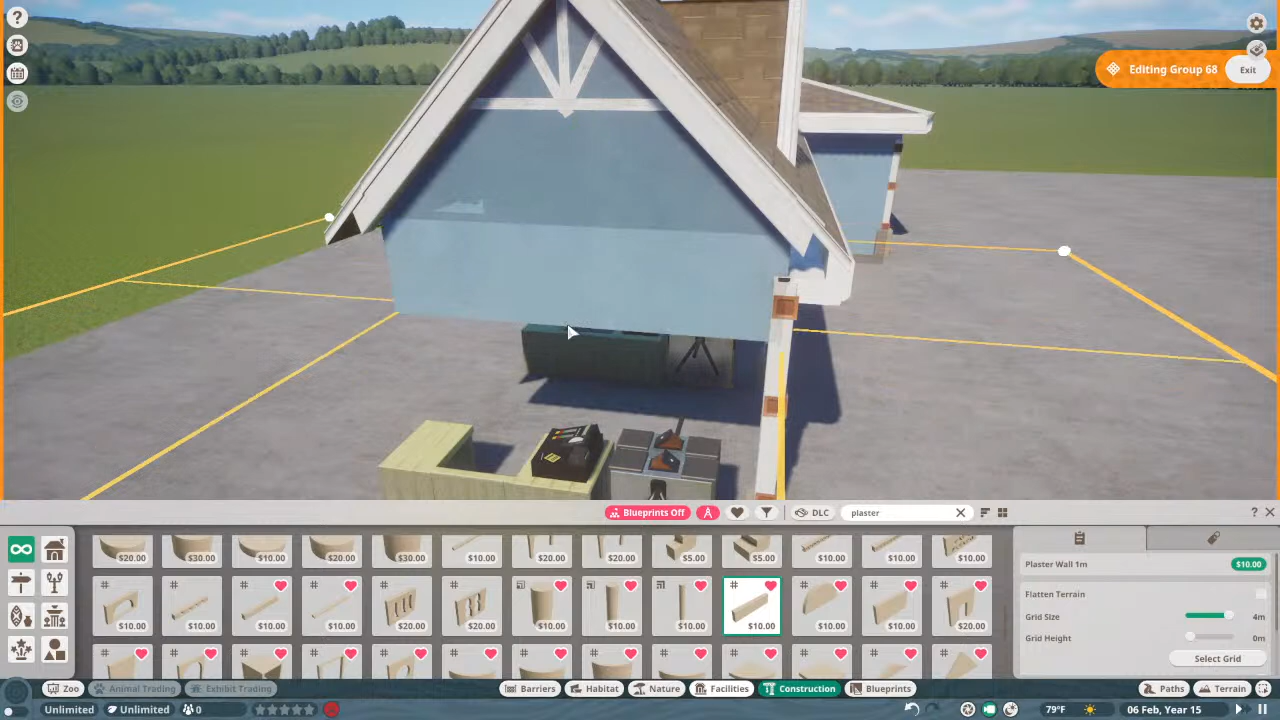 ?
Editing Group 68
Exit
Blueprints Off
DLC
plaster
?
$20.00
$30.00
$20.00
$20.00
$30.00
$10.00
$20.00
$20.00
$5.00
$5.00
$10.00
$10.00
$10.00
Plaster Wall 1m
$10.00
Flatten Terrain
$10.00
$10.00
$10.00
$10.00
$20.00
$20.00
$10.00
$10.00
$10.00
$10.00
$10.00
$10.00
$20.00
Grid Size
4m
Grid Height
0m
Select Grid
Zoo
Animal Trading
Exhibit Trading
Barriers
Habitat
Nature
Facilities
Construction
Blueprints
Paths
Terrain
Unlimited
Unlimited
0
79°F
06 Feb, Year 15